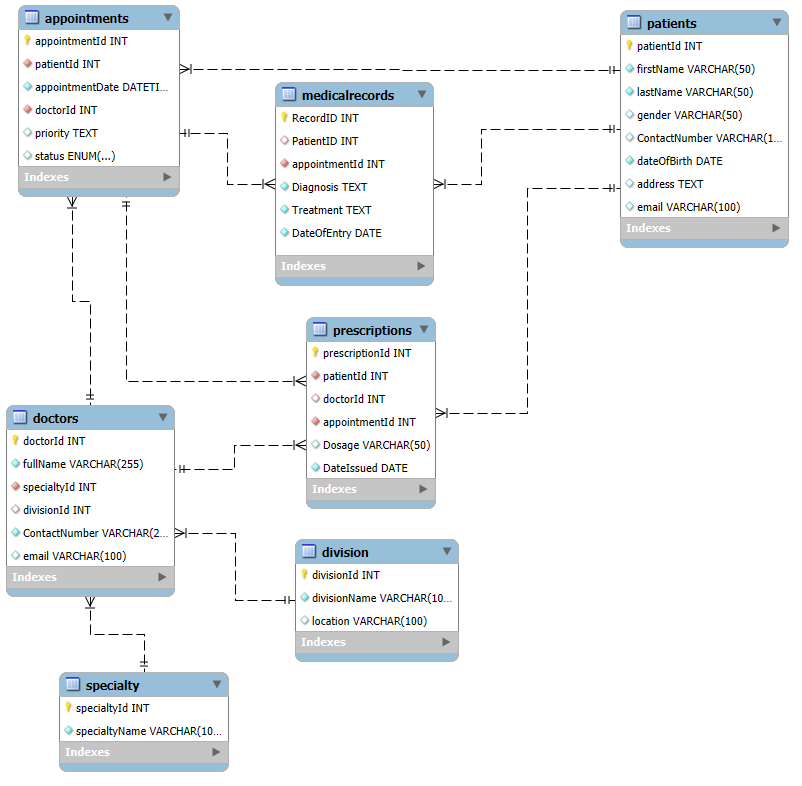 appointments
appointmentId INT
patientId INT
appointmentDate DATETI...
doctorId INT
priority TEXT
status ENUM(...)
Indexes
patients
patientId INT
firstName VARCHAR(50)
lastName VARCHAR(50)
gender VARCHAR(50)
ContactNumber VARCHAR(1...
dateOfBirth DATE
address TEXT
email VARCHAR(100)
Indexes
medicalrecords
RecordID INT
PatientID INT
appointmentId INT
Diagnosis TEXT
Treatment TEXT
DateOfEntry DATE
Indexes
prescriptions
prescriptionId INT
patientId INT
doctorId INT
appointmentId INT
Dosage VARCHAR(50)
DateIssued DATE
Indexes
doctors
doctorId INT
fullName VARCHAR(255)
specialtyId INT
divisionId INT
ContactNumber VARCHAR(2...
email VARCHAR(100)
Indexes
division
divisionId INT
divisionName VARCHAR(10...
location VARCHAR(100)
Indexes
specialty
specialtyId INT
specialtyName VARCHAR(10...
Indexes